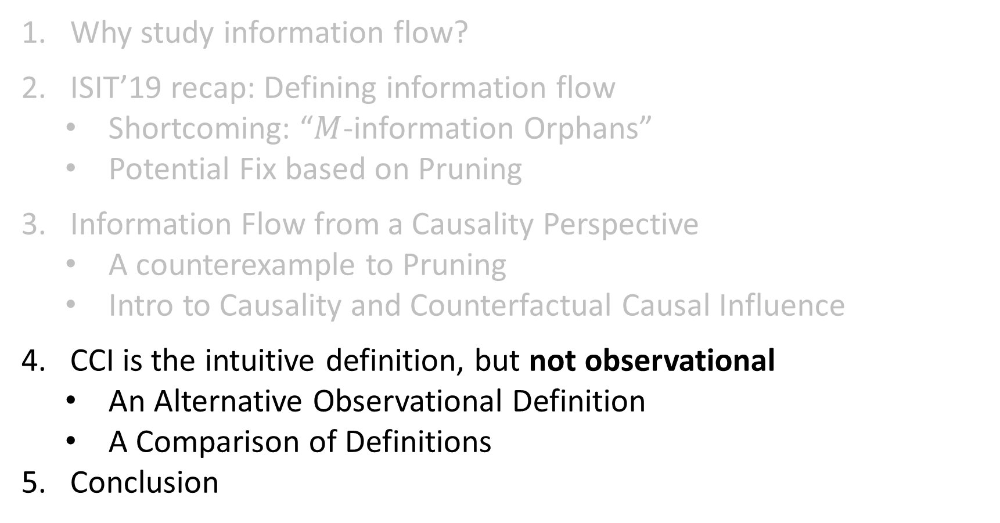 1. Why study information flow?
2. ISIT’19 recap: Defining information flow
• Shortcoming: “M-information Orphans”
• Potential Fix based on Pruning
3. Information Flow from a Causality Perspective
• A counterexample to Pruning
• Intro to Causality and Counterfactual Causal Influence
4. CCI is the intuitive definition, but not observational
• An Alternative Observational Definition
• A Comparison of Definitions
5. Conclusion